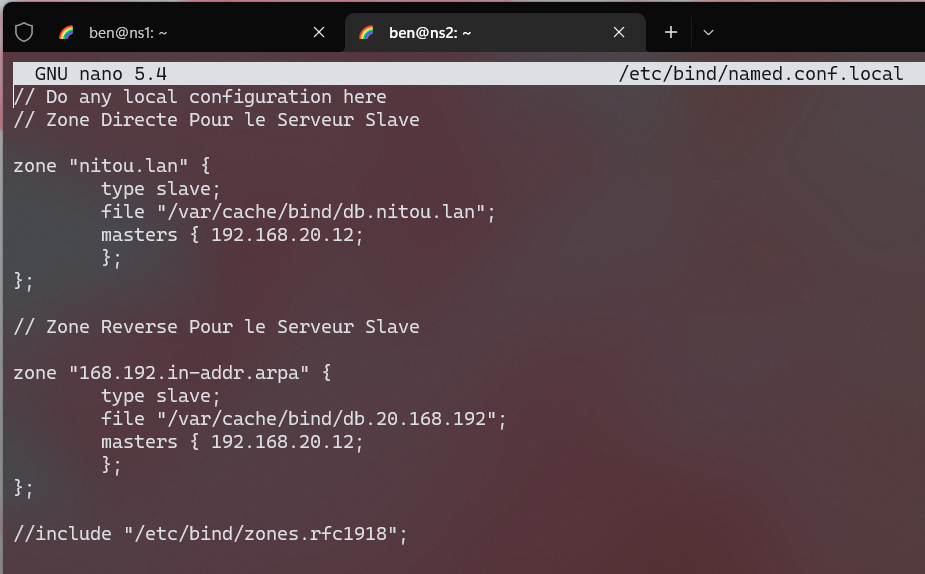 ben@ns1: ~
ben@ns2: ~
GNU nano 5.4 /etc/bind/named.conf.local
// Do any local configuration here
// Zone Directe Pour le Serveur Slave
zone "nitou.lan" {
type slave;
file "/var/cache/bind/db.nitou.lan";
masters { 192.168.20.12;
};
};
// Zone Reverse Pour le Serveur Slave
zone "168.192.in-addr.arpa" {
type slave;
file "/var/cache/bind/db.20.168.192";
masters { 192.168.20.12;
};
};
//include "/etc/bind/zones.rfc1918";